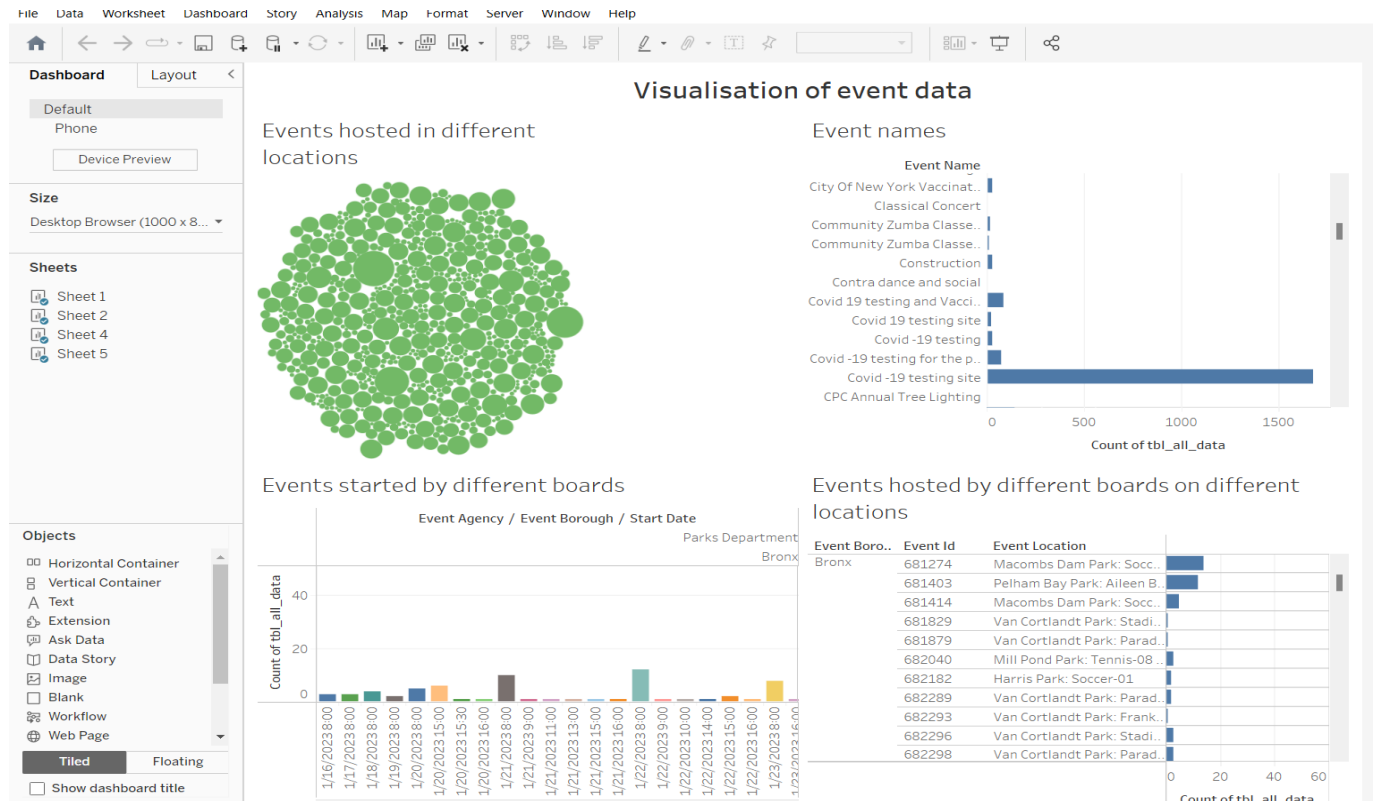 File Data Worksheet Dashboard Story Analysis Map Format Server Window Help
Dashboard Layout <
Default
Phone
Device Preview
Size
Desktop Browser (1000 x 8...
Sheets
Sheet 1
Sheet 2
Sheet 4
Sheet 5
Objects
Horizontal Container
Vertical Container
Text
Extension
Ask Data
Data Story
Image
Blank
Workflow
Web Page
Tiled Floating
Show dashboard title
Visualisation of event data
Events hosted in different
locations
Event names
Event Name
City Of New York Vaccinat..
Classical Concert
Community Zumba Classe..
Community Zumba Classe..
Construction
Contra dance and social
Covid 19 testing and Vacci..
Covid 19 testing site
Covid -19 testing
Covid -19 testing for the p..
Covid -19 testing site
CPC Annual Tree Lighting
0 500 1000 1500
Count of tbl_all_data
Events started by different boards
Event Agency / Event Borough / Start Date
Parks Department
Bronx
Count of tbl_all_data
40
20
0
1/16/2023 8:00
1/17/2023 8:00
1/18/2023 8:00
1/19/2023 8:00
1/20/2023 8:00
1/20/2023 15:00
1/20/2023 15:30
1/20/2023 16:00
1/21/2023 8:00
1/21/2023 9:00
1/21/2023 11:00
1/21/2023 13:00
1/21/2023 15:00
1/21/2023 16:00
1/22/2023 8:00
1/22/2023 9:00
1/22/2023 10:00
1/22/2023 14:00
1/22/2023 15:00
1/22/2023 16:00
1/23/2023 8:00
Events hosted by different boards on different
locations
Event Boro.. Event Id Event Location
Bronx 681274 Macombs Dam Park: Socc..
681403 Pelham Bay Park: Aileen B..
681414 Macombs Dam Park: Socc..
681829 Van Cortlandt Park: Stadi..
681879 Van Cortlandt Park: Parad..
682040 Mill Pond Park: Tennis-08 ..
682182 Harris Park: Soccer-01
682289 Van Cortlandt Park: Parad..
682293 Van Cortlandt Park: Frank..
682296 Van Cortlandt Park: Stadi..
682298 Van Cortlandt Park: Parad..
0 20 40 60
Count of tbl_all_data